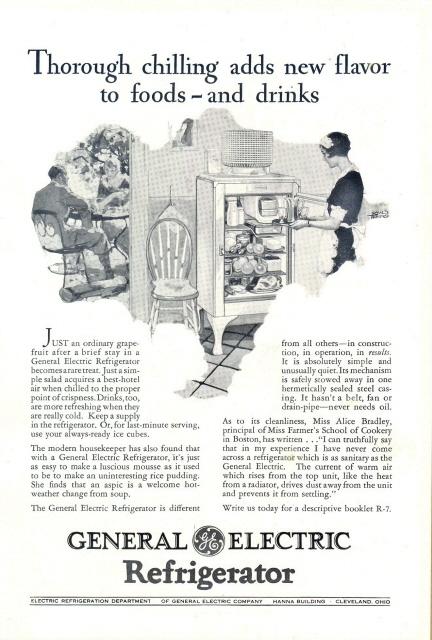 Thorough chilling adds new flavor
to foods – and drinks
JUST an ordinary grape-
fruit after a brief stay in a
General Electric Refrigerator
becomes a rare treat. Just a sim-
ple salad acquires a best-hotel
air when chilled to the proper
point of crispness. Drinks, too,
are more refreshing when they
are really cold. Keep a supply
in the refrigerator. Or, for last-minute serving,
use your always-ready ice cubes.
The modern housekeeper has also found that
with a General Electric Refrigerator, it's just
as easy to make a luscious mousse as it used
to be to make an uninteresting rice pudding.
She finds that an aspic is a welcome hot-
weather change from soup.
The General Electric Refrigerator is different
from all others—in construc-
tion, in operation, in results.
It is absolutely simple and
unusually quiet. Its mechanism
is safely stowed away in one
hermetically sealed steel cas-
ing. It hasn't a belt, fan or
drain-pipe—never needs oil.
As to its cleanliness, Miss Alice Bradley,
principal of Miss Farmer's School of Cookery
in Boston, has written . . . “I can truthfully say
that in my experience I have never come
across a refrigerator which is as sanitary as the
General Electric. The current of warm air
which rises from the top unit, like the heat
from a radiator, drives dust away from the unit
and prevents it from settling.”
Write us today for a descriptive booklet R-7.
GENERAL GE ELECTRIC
Refrigerator
ELECTRIC REFRIGERATION DEPARTMENT OF GENERAL ELECTRIC COMPANY HANNA BUILDING · CLEVELAND, OHIO